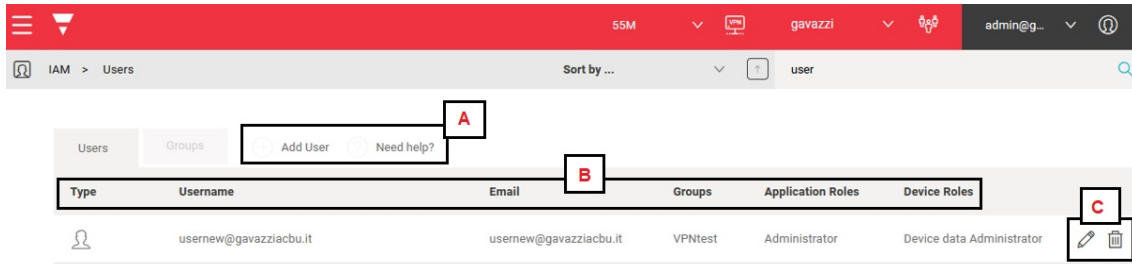 55M VPN gavazzi admin@g...
IAM > Users Sort by ... user
A
Users Groups Add User ? Need help?
B
Type Username Email Groups Application Roles Device Roles
C
usernew@gavazziacbu.it usernew@gavazziacbu.it VPNtest Administrator Device data Administrator